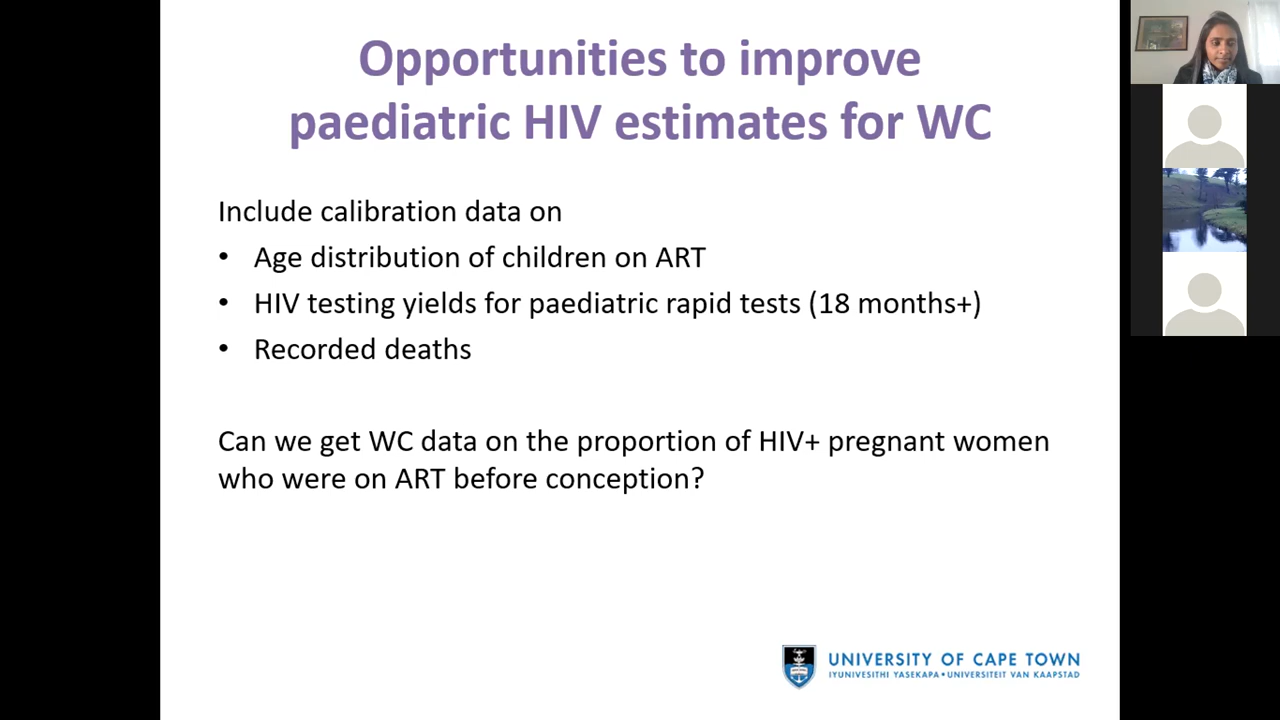 Opportunities to improve
paediatric HIV estimates for WC
Include calibration data on
• Age distribution of children on ART
• HIV testing yields for paediatric rapid tests (18 months+)
• Recorded deaths
Can we get WC data on the proportion of HIV+ pregnant women
who were on ART before conception?
UNIVERSITY OF CAPE TOWN
IYUNIVESITHI YASEKAPA • UNIVERSITEIT VAN KAAPSTAD